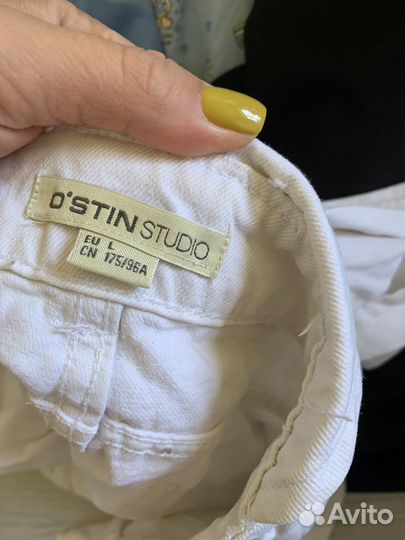 O'STIN STUDIO
EU L
CN 175/96A
Avito